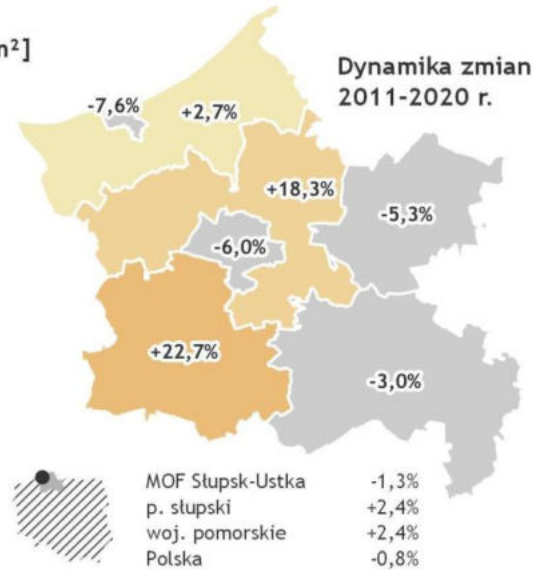 m²]
Dynamika zmian
2011-2020 r.
-7,6%
+2,7%
+18,3%
-5,3%
-6,0%
+22,7%
-3,0%
MOF Słupsk-Ustka -1,3%
p. słupski +2,4%
woj. pomorskie +2,4%
Polska -0,8%